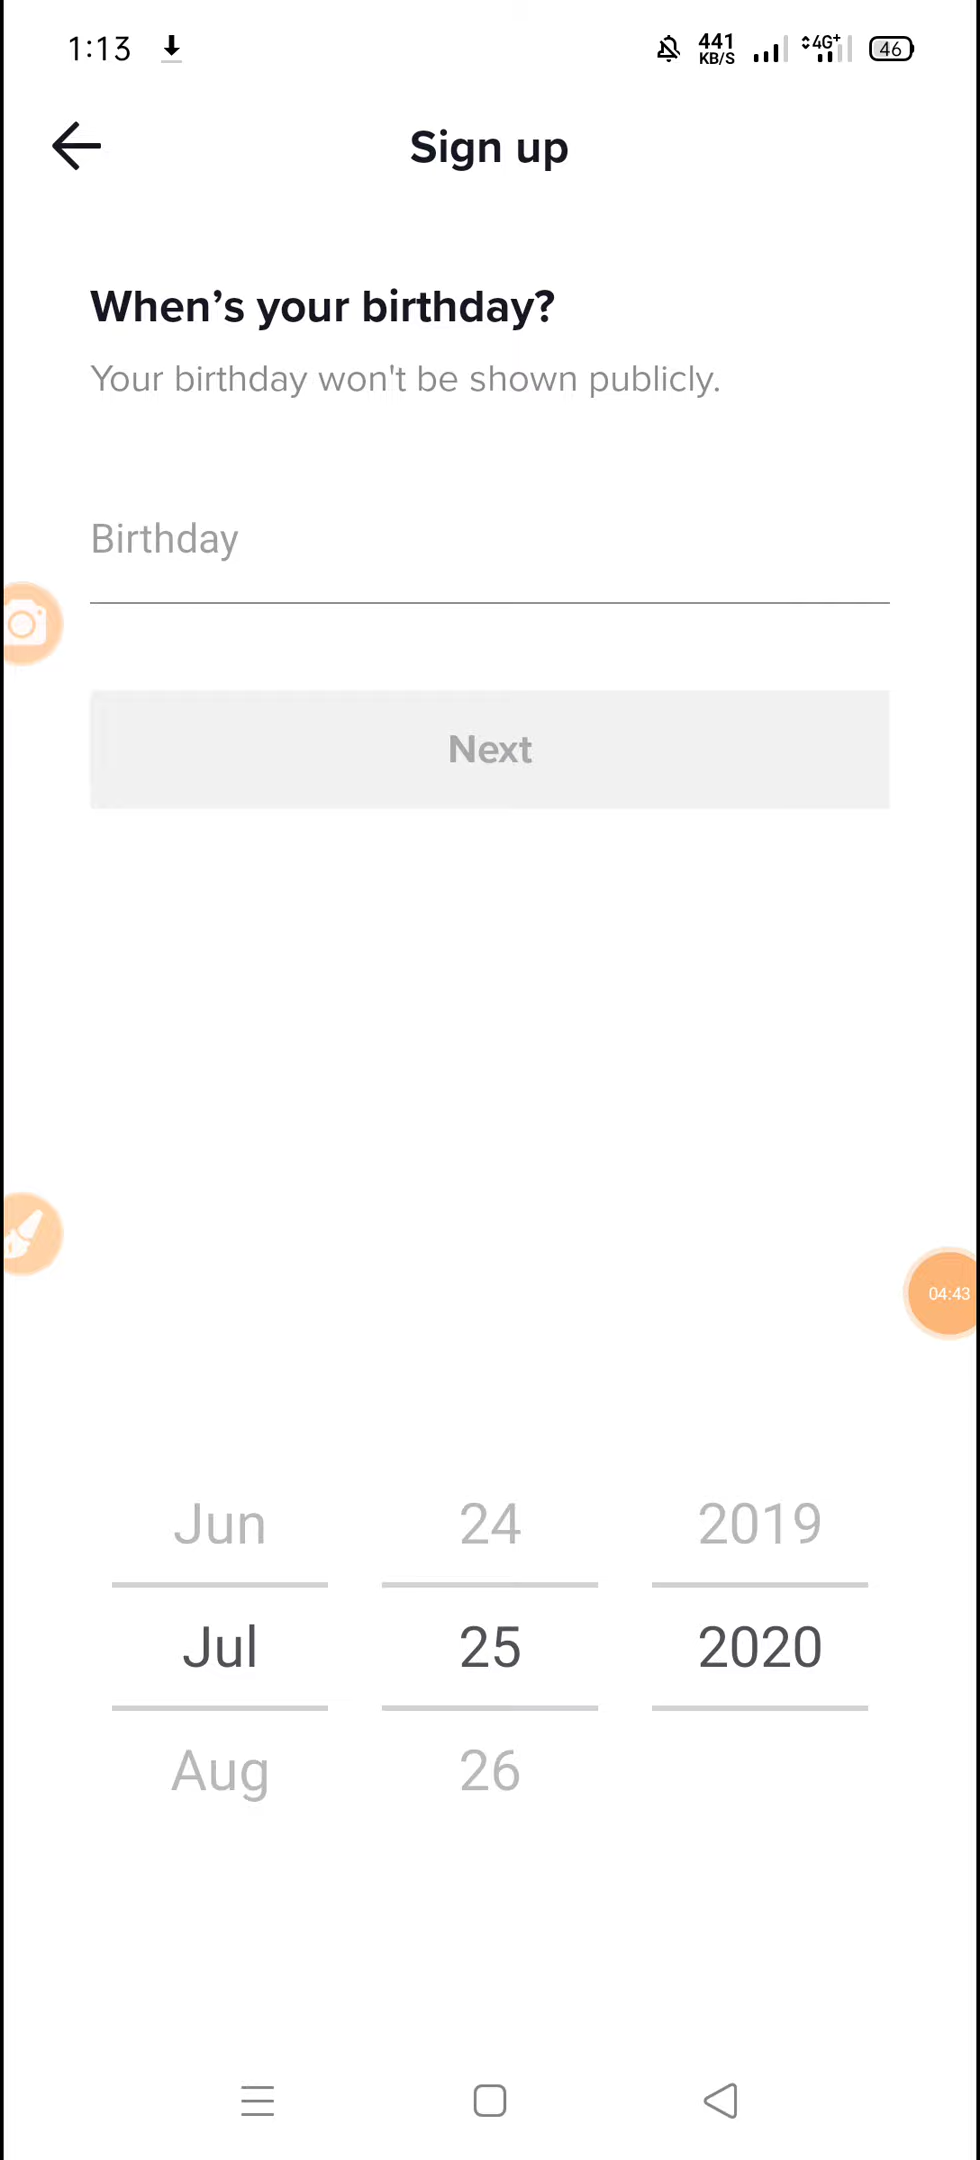 1:13 441 KB/S 4G+ 46
Sign up
When's your birthday?
Your birthday won't be shown publicly.
Birthday
Next
04:43
Jun 24 2019
Jul 25 2020
Aug 26